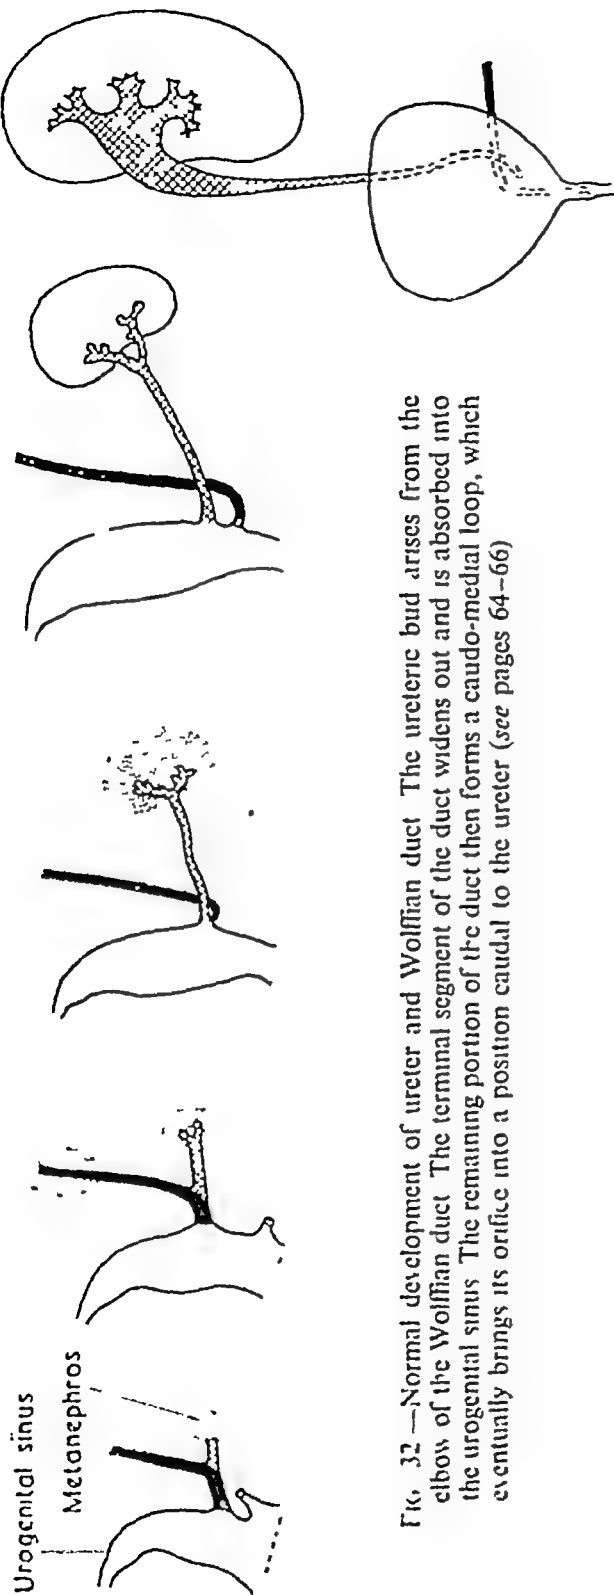 Urogenital sinus
Metanephros
FIG. 32 —Normal development of ureter and Wolffian duct The ureteric bud arises from the
elbow of the Wolffian duct The terminal segment of the duct widens out and is absorbed into
the urogenital sinus The remaining portion of the duct then forms a caudo-medial loop, which
eventually brings its orifice into a position caudal to the ureter (see pages 64–66)